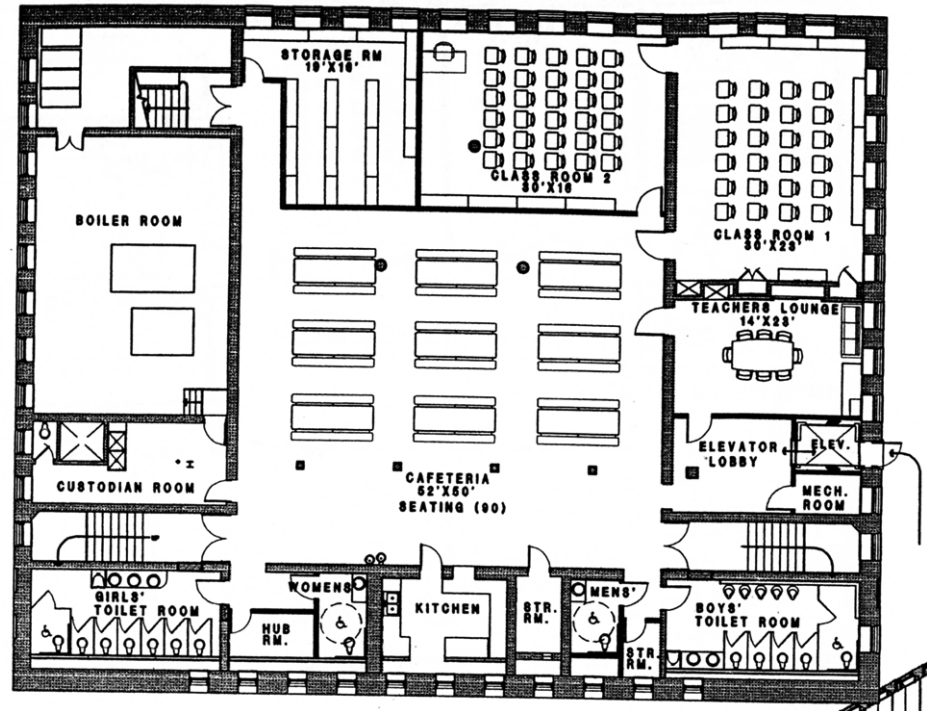 STORAGE RM
19'X16'
CLASS ROOM 2
30'X16
CLASS ROOM 1
30'X23'
BOILER ROOM
TEACHERS LOUNGE
14'X23'
ELEVATOR
LOBBY
ELEV.
MECH.
ROOM
CUSTODIAN ROOM
CAFETERIA
52'X50'
SEATING (90)
GIRLS'
TOILET ROOM
WOMENS
HUB
RM.
KITCHEN
STR.
RM.
MENS'
STR.
RM.
BOYS'
TOILET ROOM